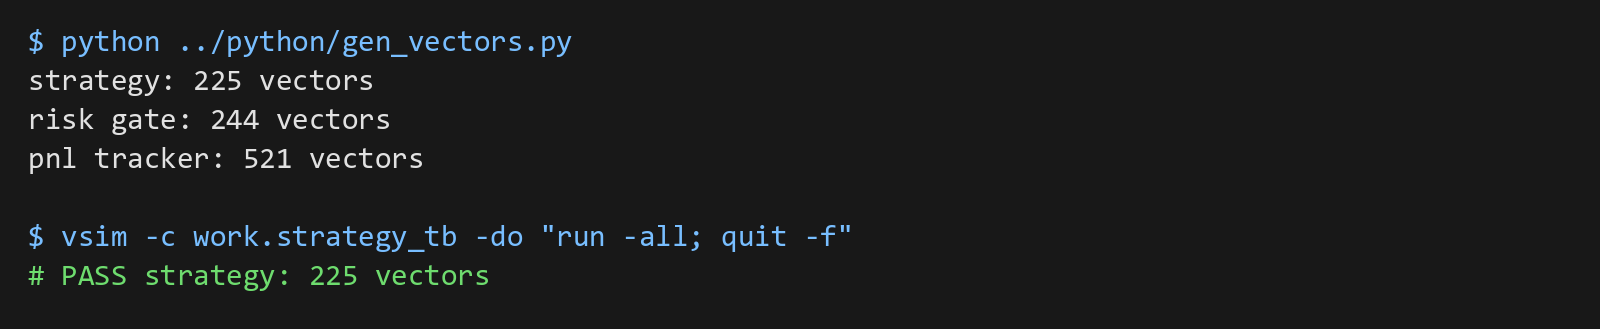 $ python ../python/gen_vectors.py
strategy: 225 vectors
risk gate: 244 vectors
pnl tracker: 521 vectors
$ vsim -c work.strategy_tb -do "run -all; quit -f"
# PASS strategy: 225 vectors